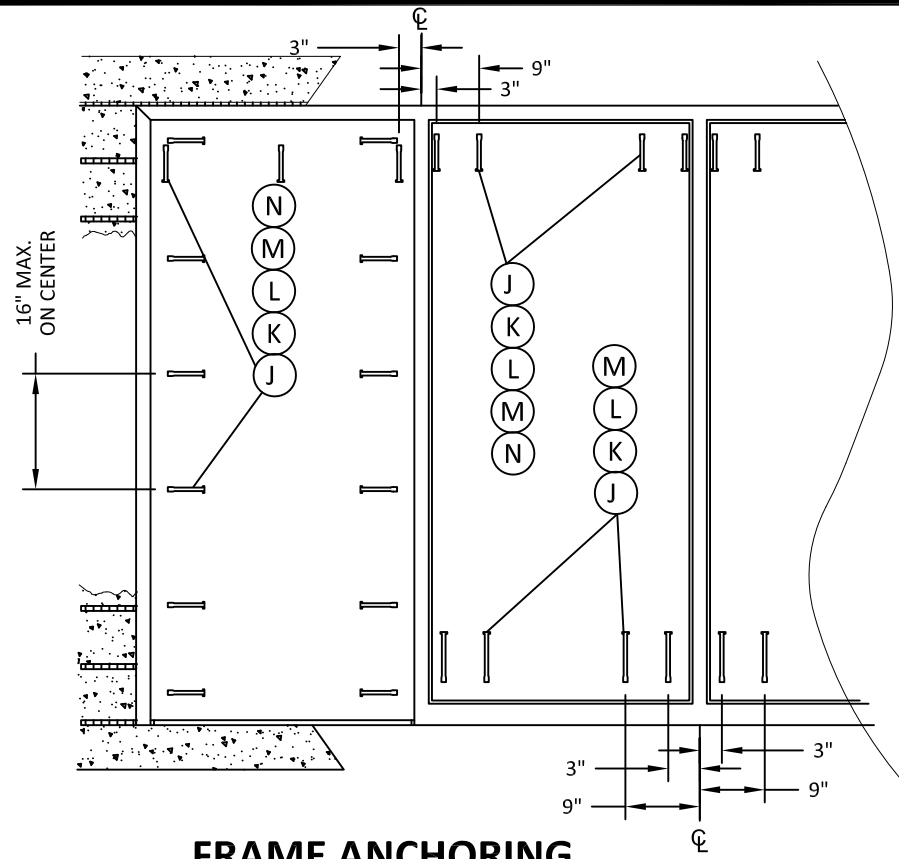 ℄
3"
9"
3"
16" MAX.
ON CENTER
N
M
L
K
J
J
K
L
M
N
M
L
K
J
3"
3"
9"
9"
℄
FRAME ANCHORING